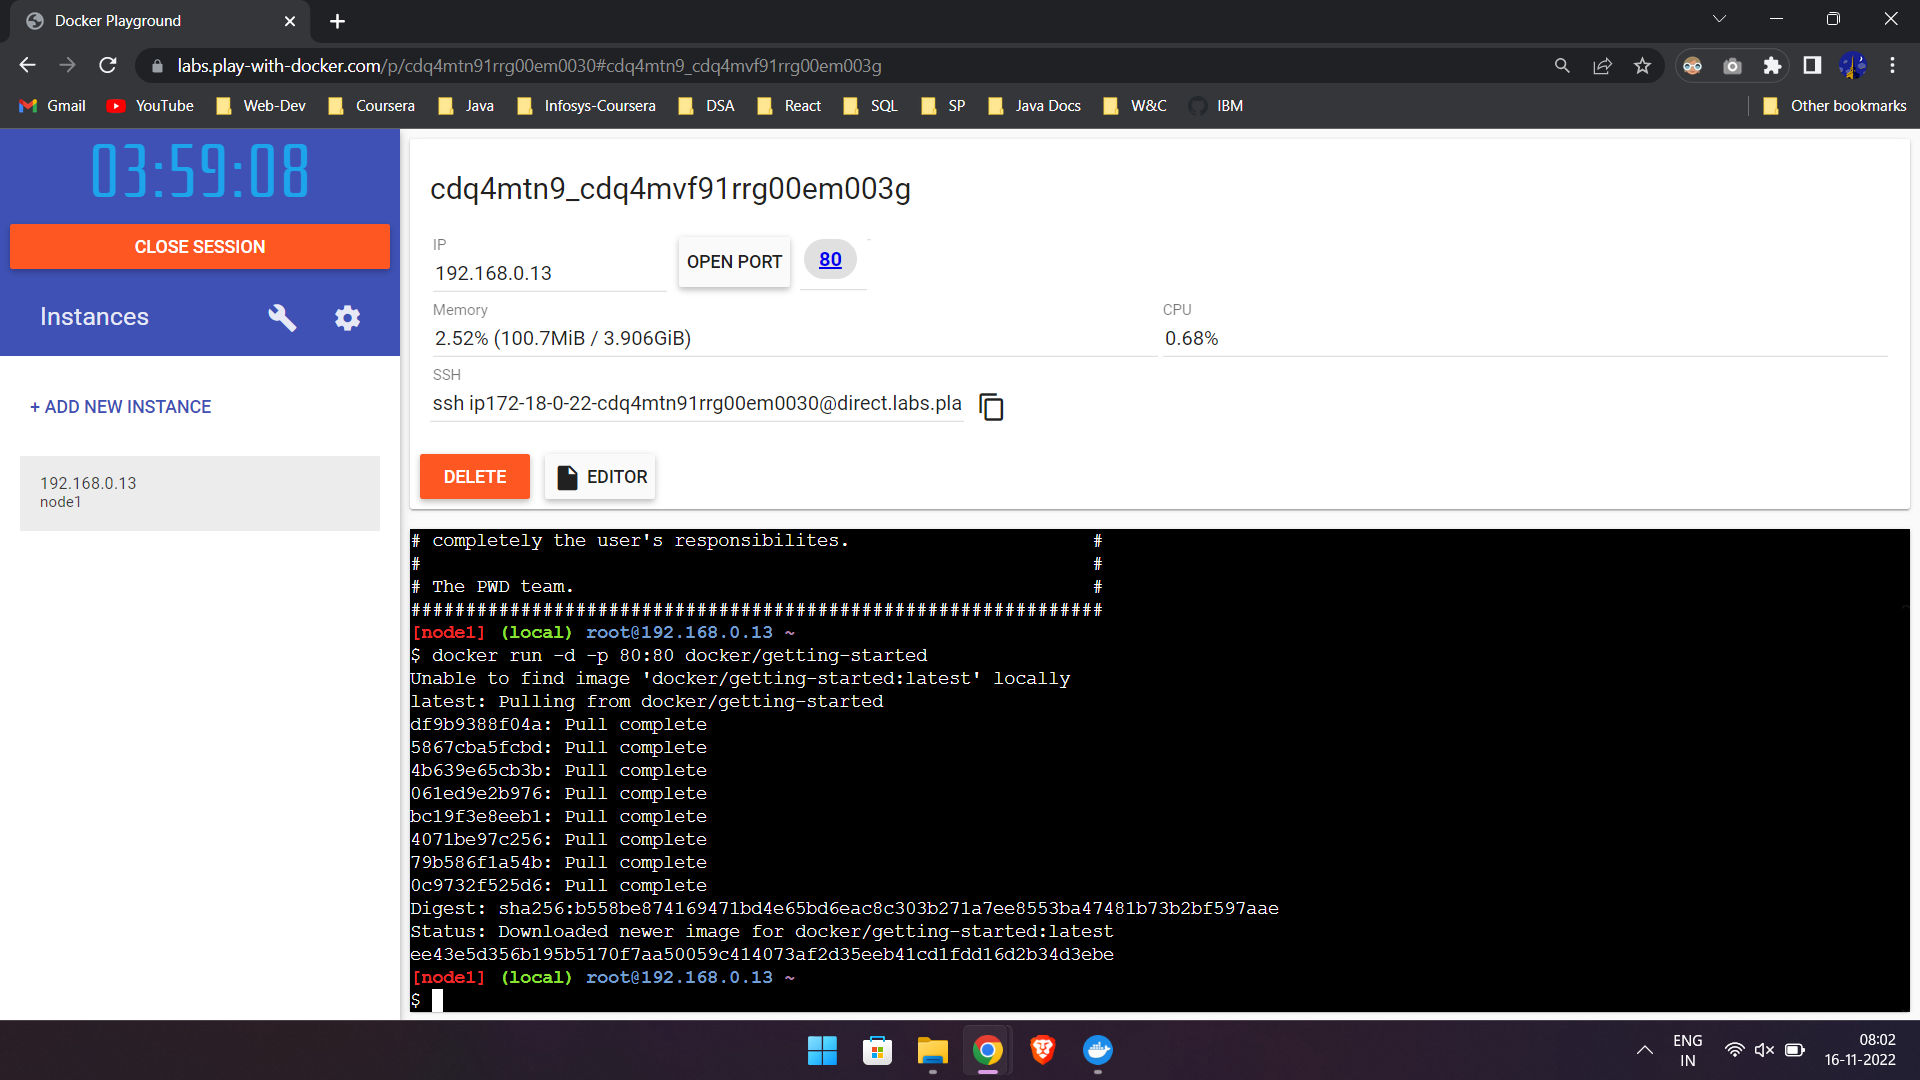 Docker Playground
labs.play-with-docker.com/p/cdq4mtn91rrg00em0030#cdq4mtn9_cdq4mvf91rrg00em003g
Gmail YouTube Web-Dev Coursera Java Infosys-Coursera DSA React SQL SP Java Docs W&C IBM Other bookmarks
03:59:08
CLOSE SESSION
Instances
+ ADD NEW INSTANCE
192.168.0.13
node1
cdq4mtn9_cdq4mvf91rrg00em003g
IP
192.168.0.13
OPEN PORT
80
Memory
2.52% (100.7MiB / 3.906GiB)
CPU
0.68%
SSH
ssh ip172-18-0-22-cdq4mtn91rrg00em0030@direct.labs.pla
DELETE
EDITOR
# completely the user's responsibilites. #
# #
# The PWD team. #
###############################################################
[node1] (local) root@192.168.0.13 ~
$ docker run -d -p 80:80 docker/getting-started
Unable to find image 'docker/getting-started:latest' locally
latest: Pulling from docker/getting-started
df9b9388f04a: Pull complete
5867cba5fcbd: Pull complete
4b639e65cb3b: Pull complete
061ed9e2b976: Pull complete
bc19f3e8eeb1: Pull complete
4071be97c256: Pull complete
79b586f1a54b: Pull complete
0c9732f525d6: Pull complete
Digest: sha256:b558be874169471bd4e65bd6eac8c303b271a7ee8553ba47481b73b2bf597aae
Status: Downloaded newer image for docker/getting-started:latest
ee43e5d356b195b5170f7aa50059c414073af2d35eeb41cd1fdd16d2b34d3ebe
[node1] (local) root@192.168.0.13 ~
$
ENG
IN
08:02
16-11-2022